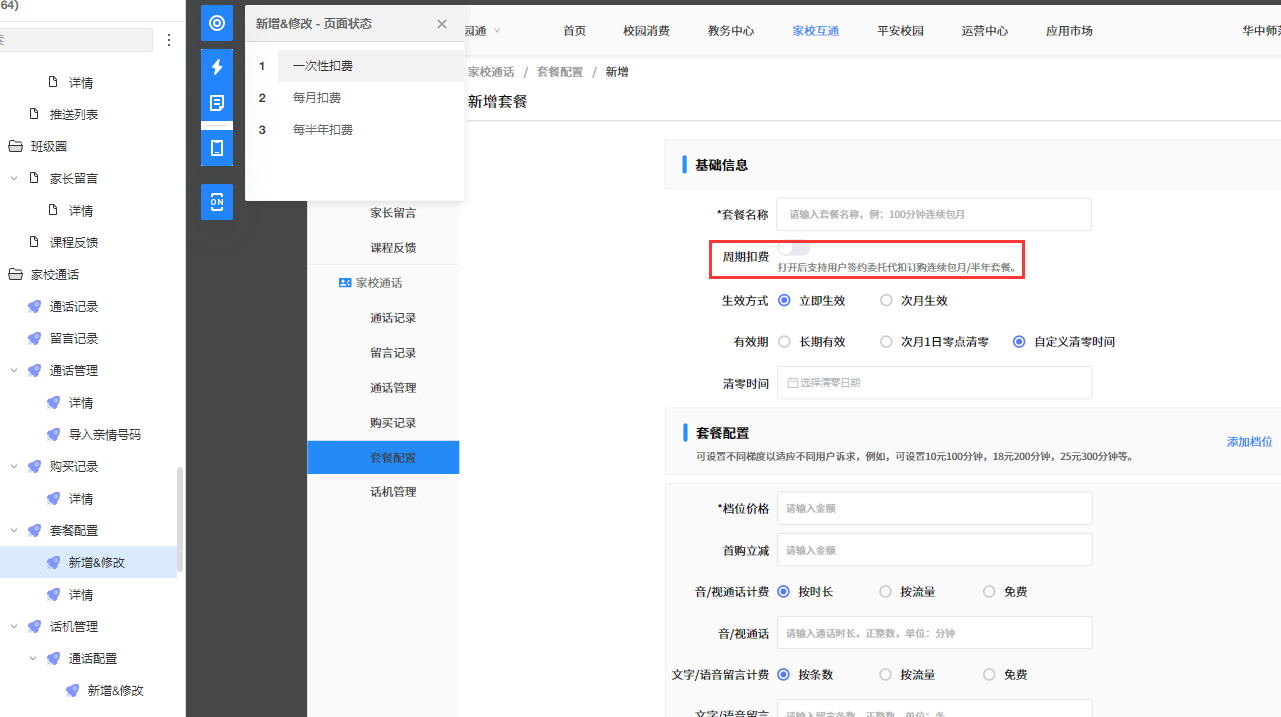 64)
详情
推送列表
班级圈
家长留言
详情
课程反馈
家校通话
通话记录
留言记录
通话管理
详情
导入亲情号码
购买记录
详情
套餐配置
新增&修改
详情
话机管理
通话配置
新增&修改
ON
新增&修改 - 页面状态
1 一次性扣费
2 每月扣费
3 每半年扣费
园通 首页 校园消费 教务中心 家校互通 平安校园 运营中心 应用市场 华中师
家校通话 / 套餐配置 / 新增
新增套餐
家长留言
课程反馈
家校通话
通话记录
留言记录
通话管理
购买记录
套餐配置
话机管理
基础信息
*套餐名称 请输入套餐名称，例：100分钟连续包月
周期扣费
打开后支持用户签约委托代扣订购连续包月/半年套餐。
生效方式 立即生效 次月生效
有效期 长期有效 次月1日零点清零 自定义清零时间
清零时间 选择清零日期
套餐配置
添加档位
可设置不同梯度以适应不同用户诉求，例如，可设置10元100分钟，18元200分钟，25元300分钟等。
*档位价格 请输入金额
首购立减 请输入金额
音/视通话计费 按时长 按流量 免费
音/视通话 请输入通话时长，正整数，单位：分钟
文字/语音留言计费 按条数 按流量 免费
文字/语音留言 请输入留言条数，正整数，单位：条